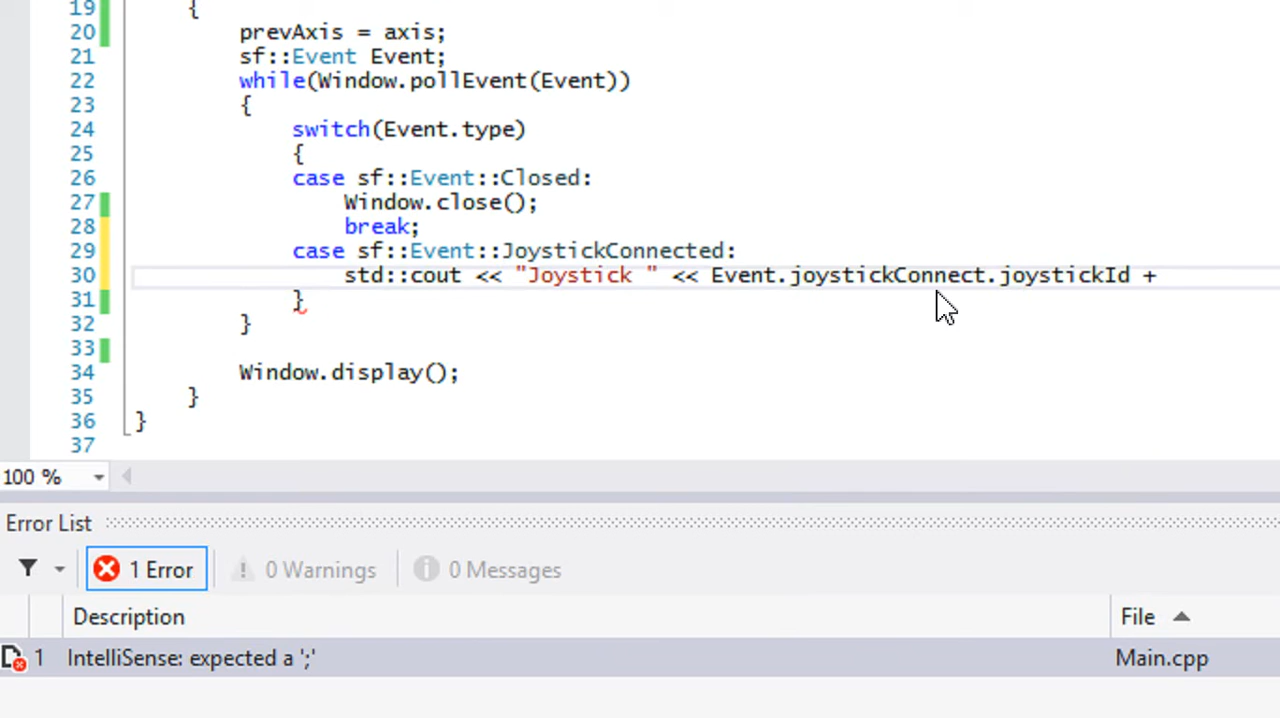 19 {
20 prevAxis = axis;
21 sf::Event Event;
22 while(Window.pollEvent(Event))
23 {
24 switch(Event.type)
25 {
26 case sf::Event::Closed:
27 Window.close();
28 break;
29 case sf::Event::JoystickConnected:
30 std::cout << "Joystick " << Event.joystickConnect.joystickId +
31 }
32 }
33
34 Window.display();
35 }
36 }
37
100 %
Error List
1 Error 0 Warnings 0 Messages
Description File
1 IntelliSense: expected a ';' Main.cpp